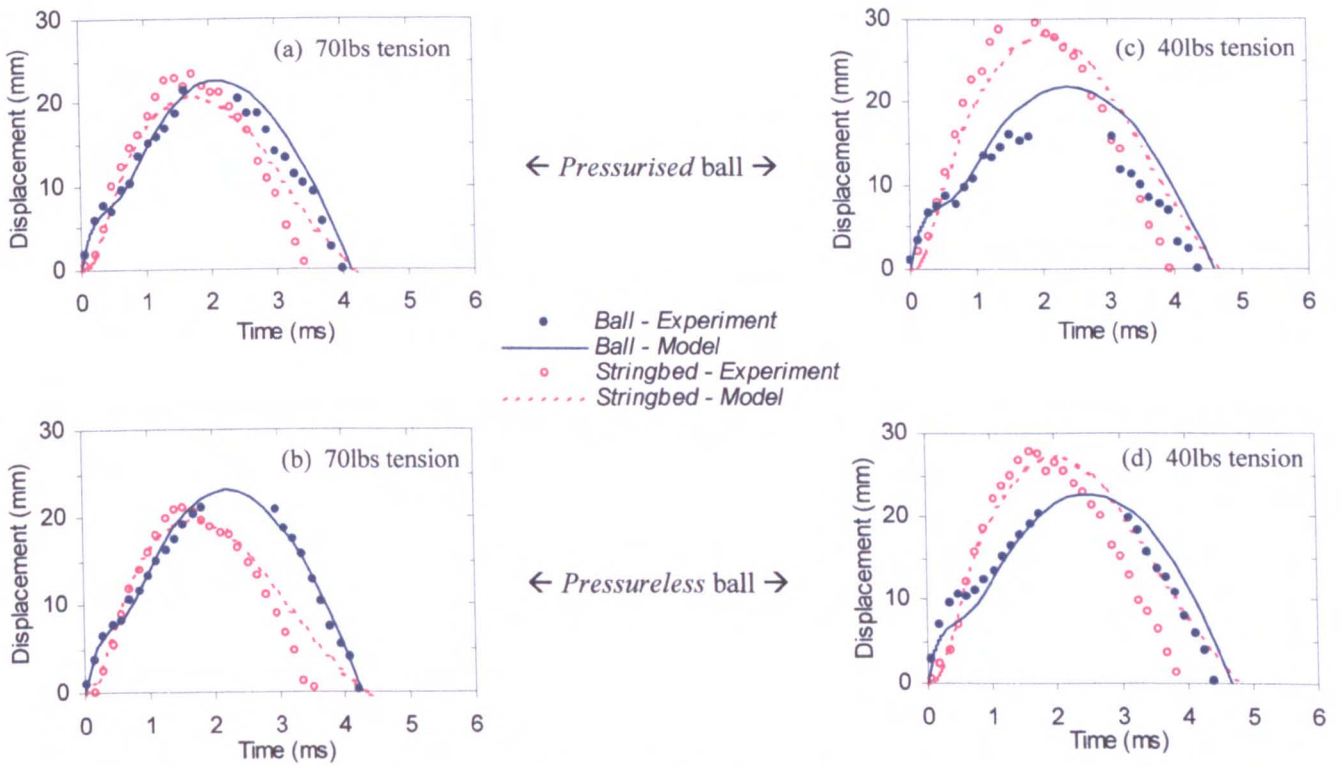 30
20
10
0
0 1 2 3 4 5 6
Displacement (mm)
Time (ms)
(a) 70lbs tension
30
20
10
0
0 1 2 3 4 5 6
Displacement (mm)
Time (ms)
(c) 40lbs tension
← Pressurised ball →
Ball - Experiment
Ball - Model
Stringbed - Experiment
Stringbed - Model
30
20
10
0
0 1 2 3 4 5 6
Displacement (mm)
Time (ms)
(b) 70lbs tension
30
20
10
0
0 1 2 3 4 5 6
Displacement (mm)
Time (ms)
(d) 40lbs tension
← Pressureless ball →